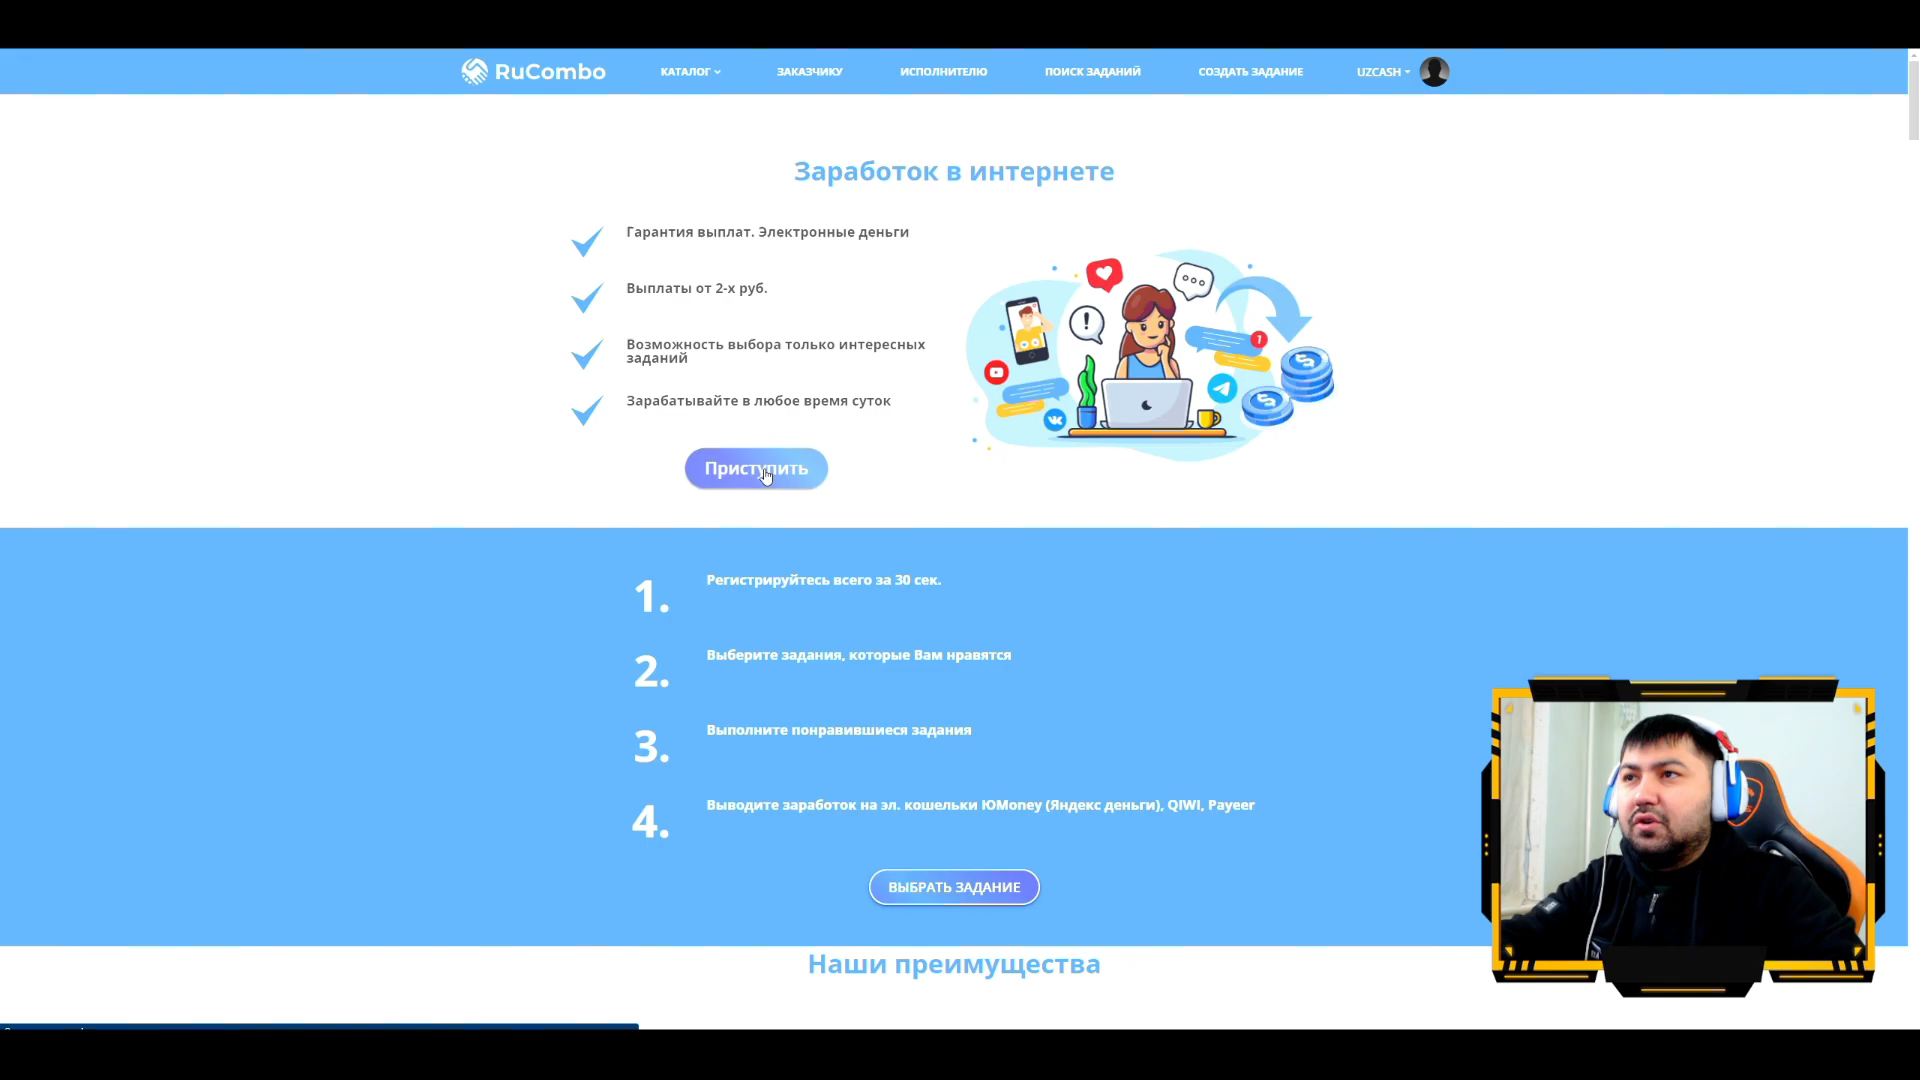 RuCombo
КАТАЛОГ
ЗАКАЗЧИКУ
ИСПОЛНИТЕЛЮ
ПОИСК ЗАДАНИЙ
СОЗДАТЬ ЗАДАНИЕ
UZCASH
Заработок в интернете
Гарантия выплат. Электронные деньги
Выплаты от 2-х руб.
Возможность выбора только интересных
заданий
Зарабатывайте в любое время суток
Приступить
1
1. Регистрируйтесь всего за 30 сек.
2. Выберите задания, которые Вам нравятся
3. Выполните понравившиеся задания
4. Выводите заработок на эл. кошельки ЮMoney (Яндекс деньги), QIWI, Payeer
ВЫБРАТЬ ЗАДАНИЕ
Наши преимущества